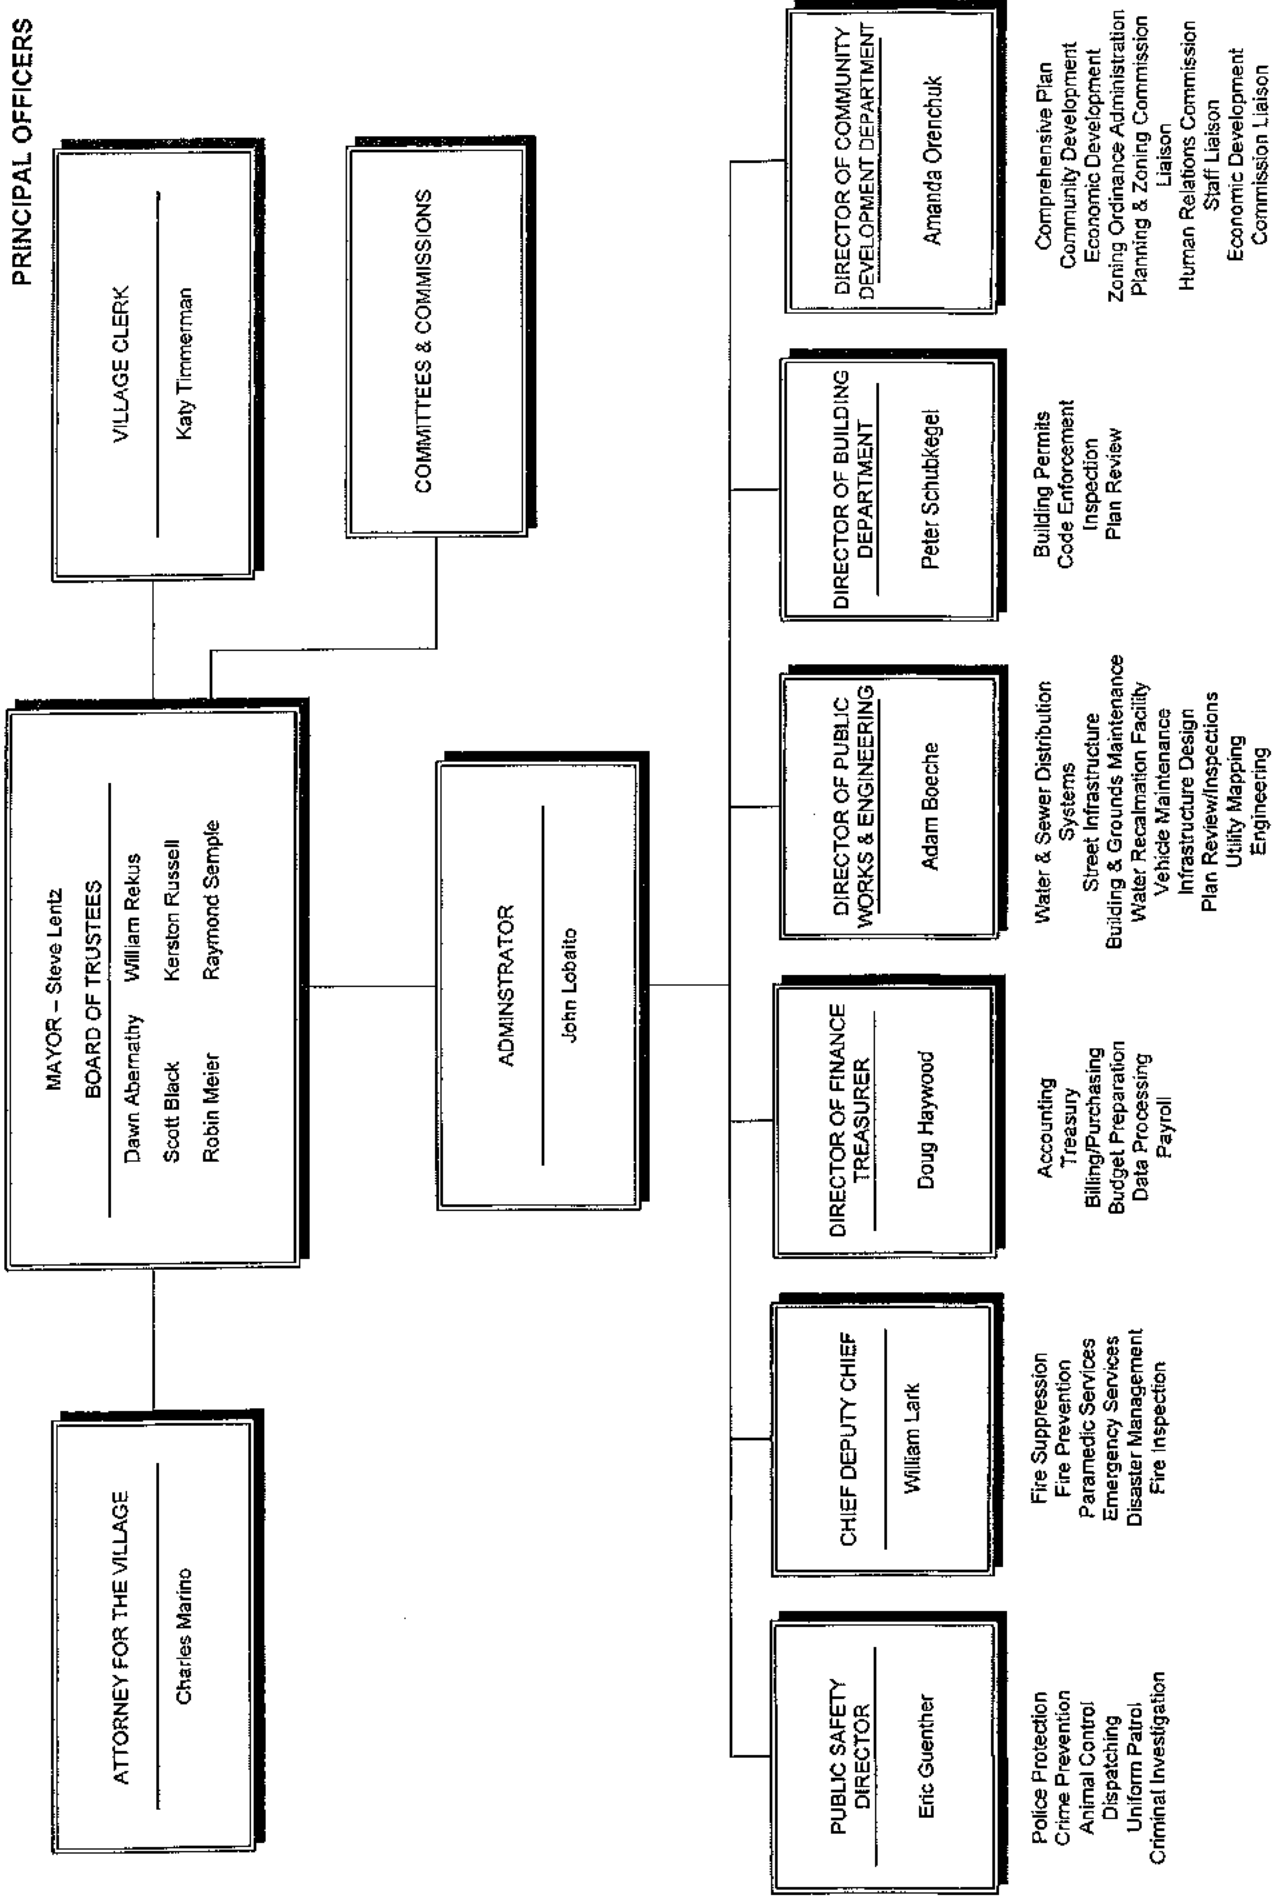 PRINCIPAL OFFICERS
MAYOR – Steve Lentz
BOARD OF TRUSTEES
Dawn Abernathy William Rekus
Scott Black Kerston Russell
Robin Meier Raymond Semple
ATTORNEY FOR THE VILLAGE
Charles Marino
VILLAGE CLERK
Katy Timmerman
COMMITTEES & COMMISSIONS
ADMINSTRATOR
John Lobaito
PUBLIC SAFETY
DIRECTOR
Eric Guenther
Police Protection
Crime Prevention
Animal Control
Dispatching
Uniform Patrol
Criminal Investigation
CHIEF DEPUTY CHIEF
William Lark
Fire Suppression
Fire Prevention
Paramedic Services
Emergency Services
Disaster Management
Fire Inspection
DIRECTOR OF FINANCE
TREASURER
Doug Haywood
Accounting
Treasury
Billing/Purchasing
Budget Preparation
Data Processing
Payroll
DIRECTOR OF PUBLIC
WORKS & ENGINEERING
Adam Boeche
Water & Sewer Distribution
Systems
Street Infrastructure
Building & Grounds Maintenance
Water Recalmation Facility
Vehicle Maintenance
Infrastructure Design
Plan Review/Inspections
Utility Mapping
Engineering
DIRECTOR OF BUILDING
DEPARTMENT
Peter Schubkegel
Building Permits
Code Enforcement
Inspection
Plan Review
DIRECTOR OF COMMUNITY
DEVELOPMENT DEPARTMENT
Amanda Orenchuk
Comprehensive Plan
Community Development
Economic Development
Zoning Ordinance Administration
Planning & Zoning Commission
Liaison
Human Relations Commission
Staff Liaison
Economic Development
Commission Liaison